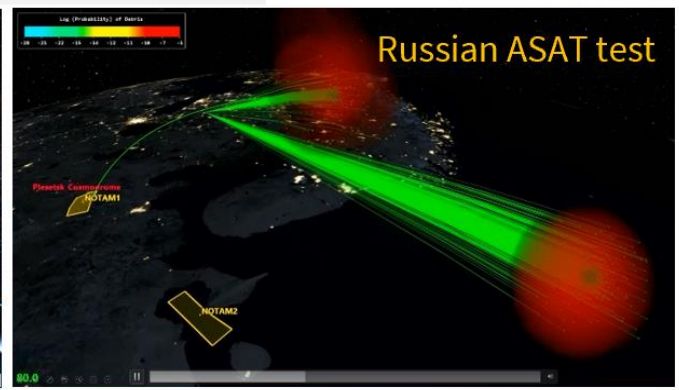 Log (Probability) of Debris
Russian ASAT test
Plesetsk Cosmodrome
NOTAM1
NOTAM2
80.0